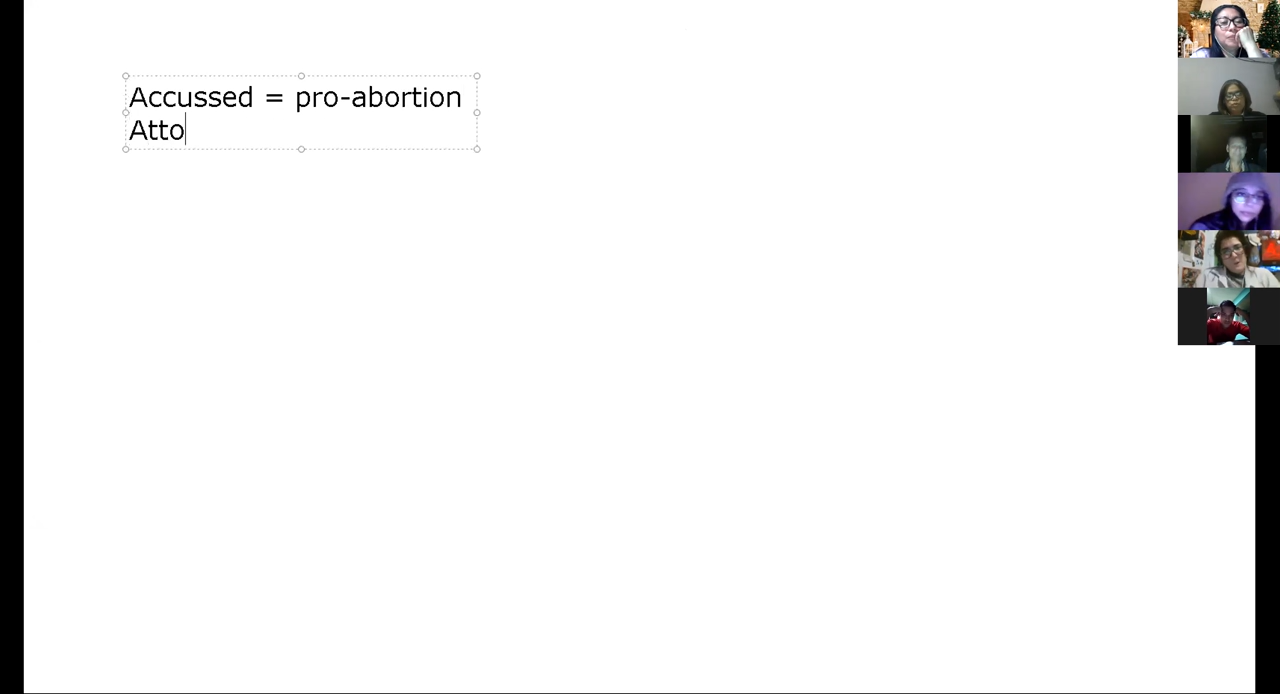 Accussed = pro-abortion
Atto